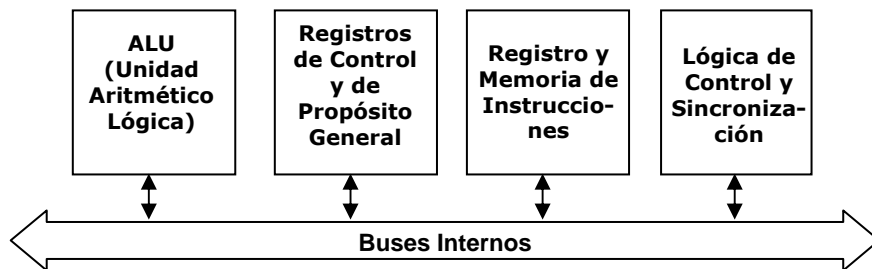 ALU
(Unidad
Aritmético
Lógica)
Registros
de Control
y de
Propósito
General
Registro y
Memoria de
Instruccio-
nes
Lógica de
Control y
Sincroniza-
ción
Buses Internos